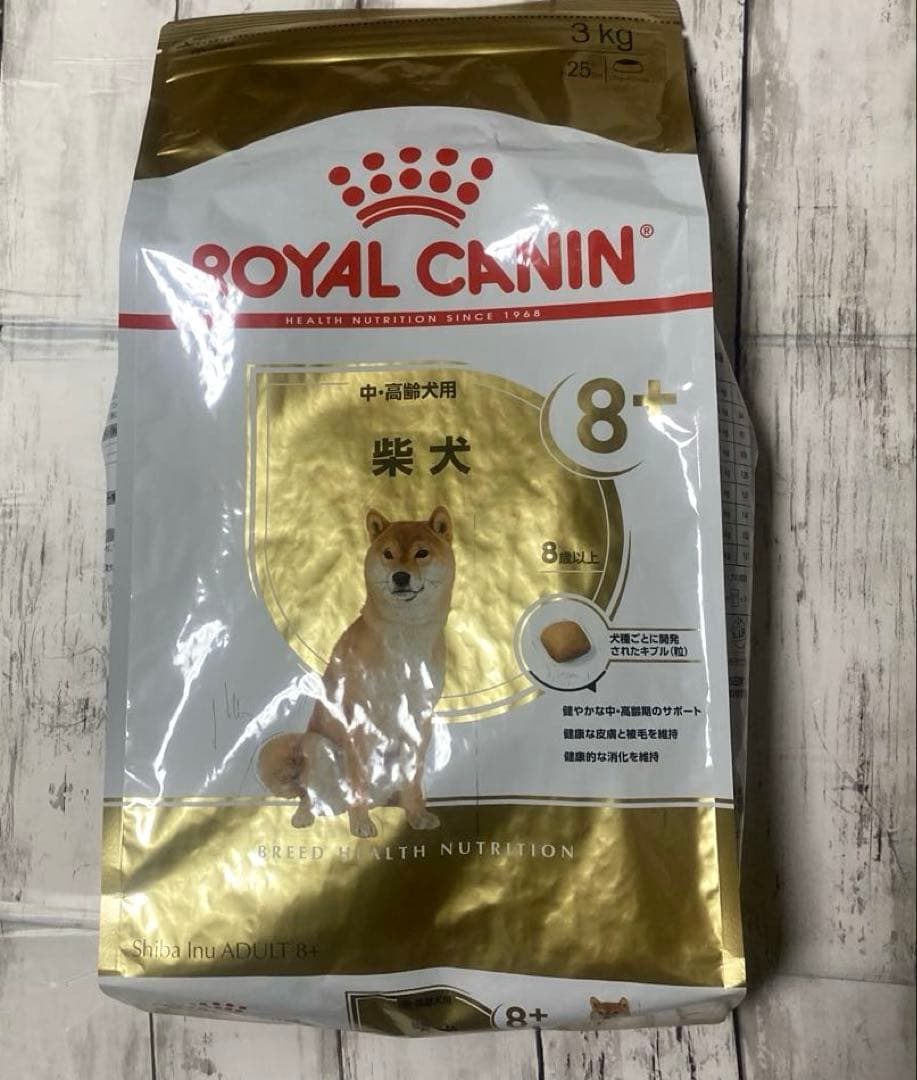 3 kg
25
ROYAL CANIN®
HEALTH NUTRITION SINCE 1968
中・高齢犬用
8+
柴犬
8歳以上
犬種ごとに開発
されたキブル(粒)
健やかな中・高齢期のサポート
健康な皮膚と被毛を維持
健康的な消化を維持
BREED HEALTH NUTRITION
Shiba Inu ADULT 8+
8+